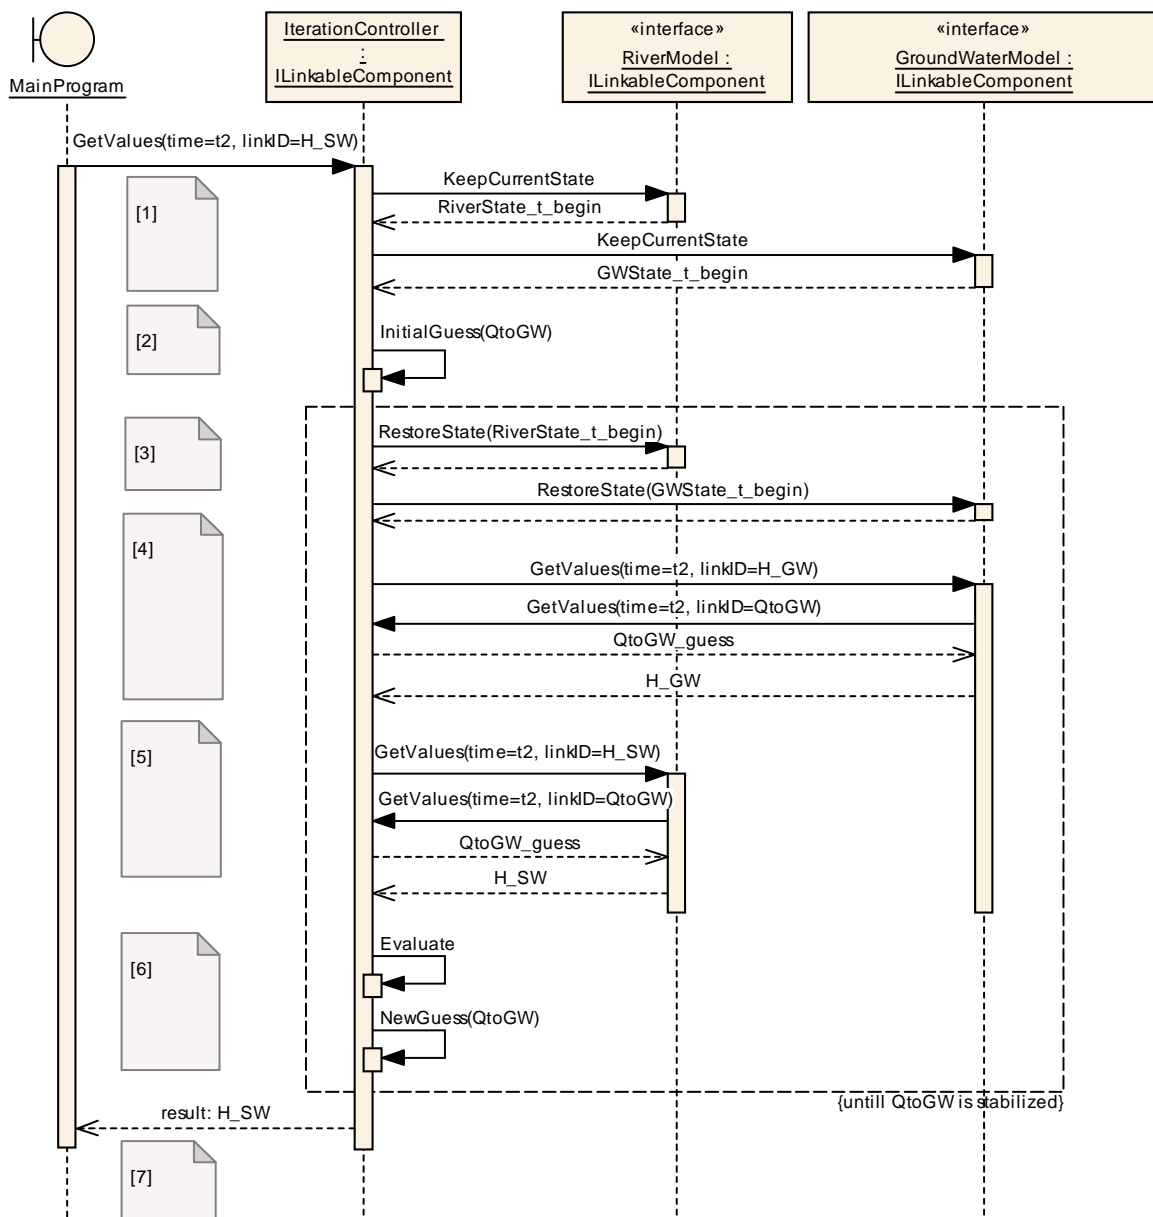 MainProgram
IterationController
:
ILinkableComponent
«interface»
RiverModel :
ILinkableComponent
«interface»
GroundWaterModel :
ILinkableComponent
GetValues(time=t2, linkID=H_SW)
[1]
KeepCurrentState
RiverState_t_begin
KeepCurrentState
GWState_t_begin
[2]
InitialGuess(QtoGW)
[3]
RestoreState(RiverState_t_begin)
RestoreState(GWState_t_begin)
[4]
GetValues(time=t2, linkID=H_GW)
GetValues(time=t2, linkID=QtoGW)
QtoGW_guess
H_GW
[5]
GetValues(time=t2, linkID=H_SW)
GetValues(time=t2, linkID=QtoGW)
QtoGW_guess
H_SW
[6]
Evaluate
NewGuess(QtoGW)
{untill QtoGW is stabilized}
result: H_SW
[7]